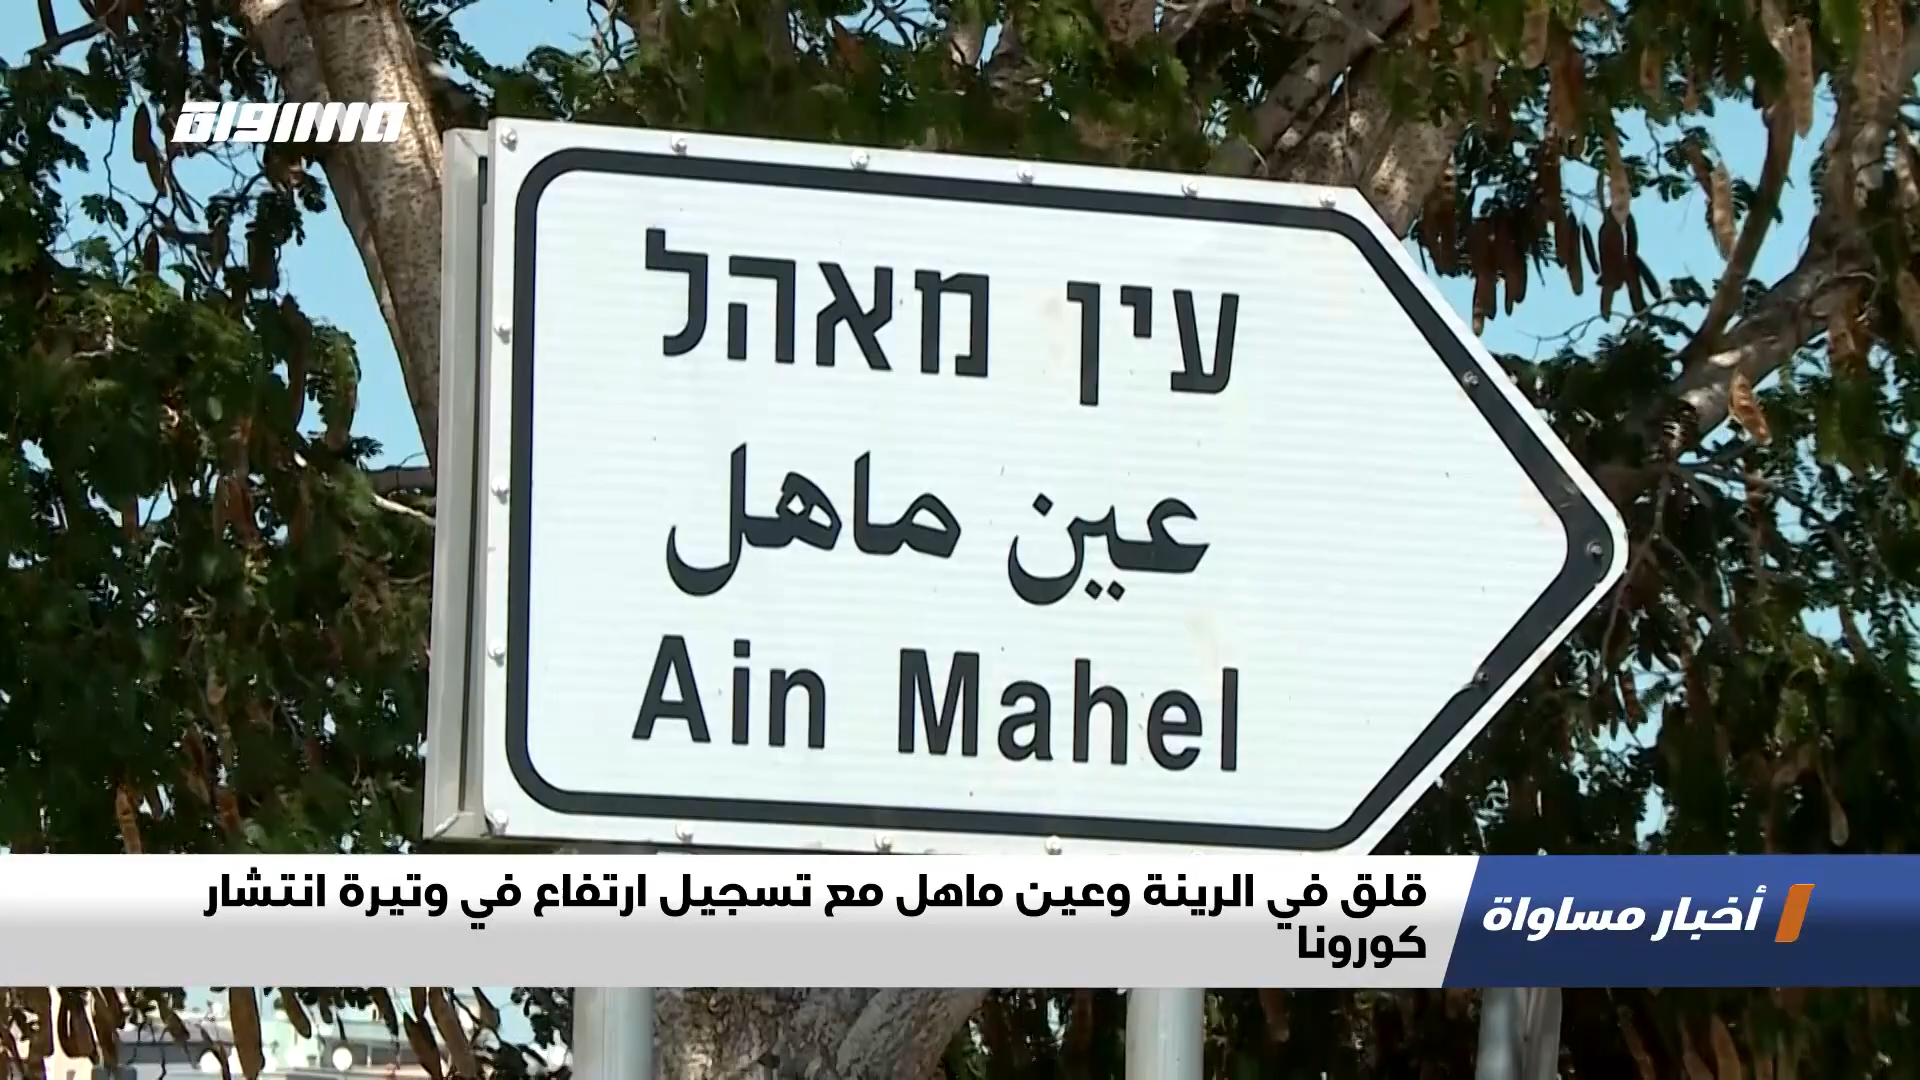 مساواة
עין מאהל
عين ماهل
Ain Mahel
أخبار مساواة
قلق في الرينة وعين ماهل مع تسجيل ارتفاع في وتيرة انتشار
كورونا